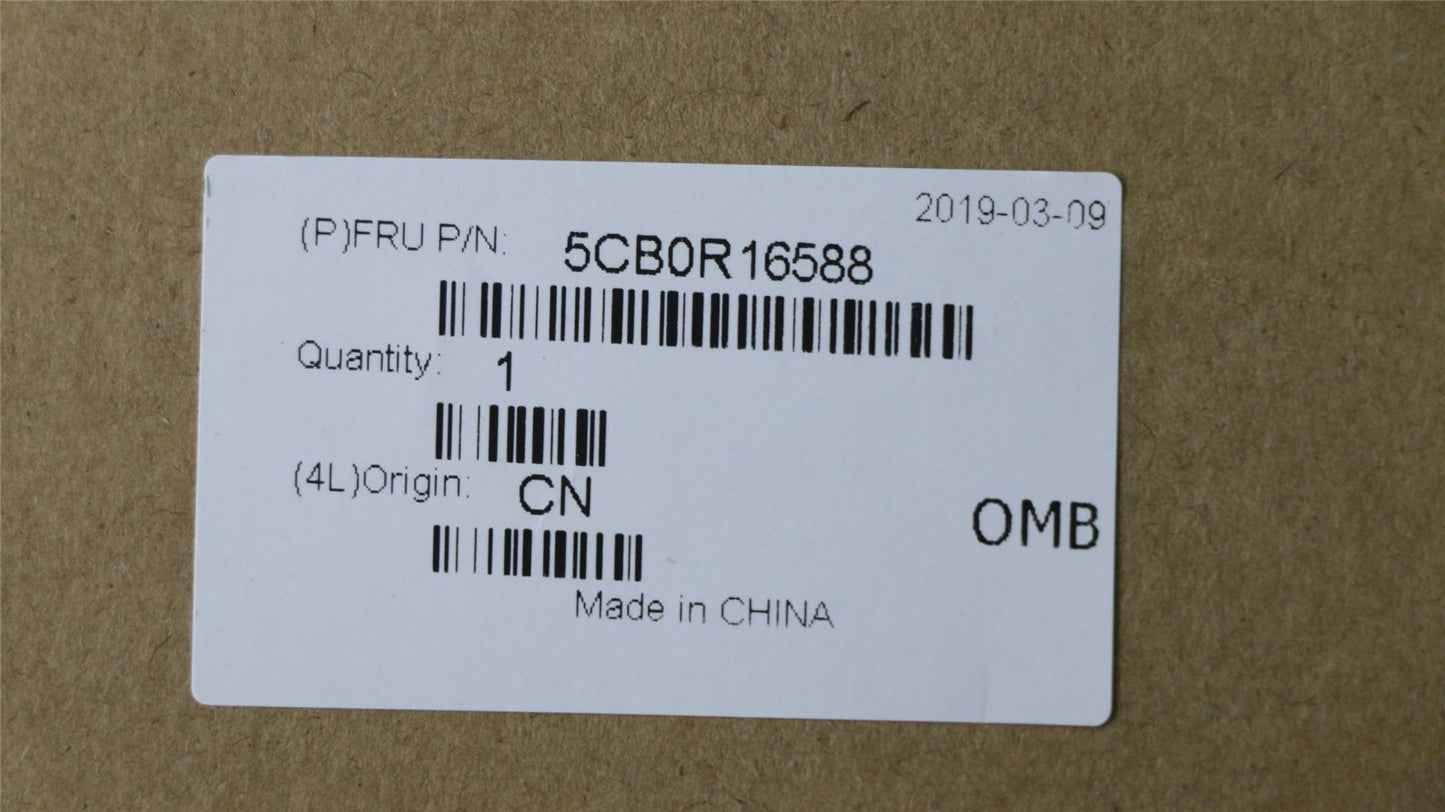 2019-03-09
(P)FRU P/N: 5CB0R16588
Quantity: 1
(4L)Origin: CN
OMB
Made in CHINA